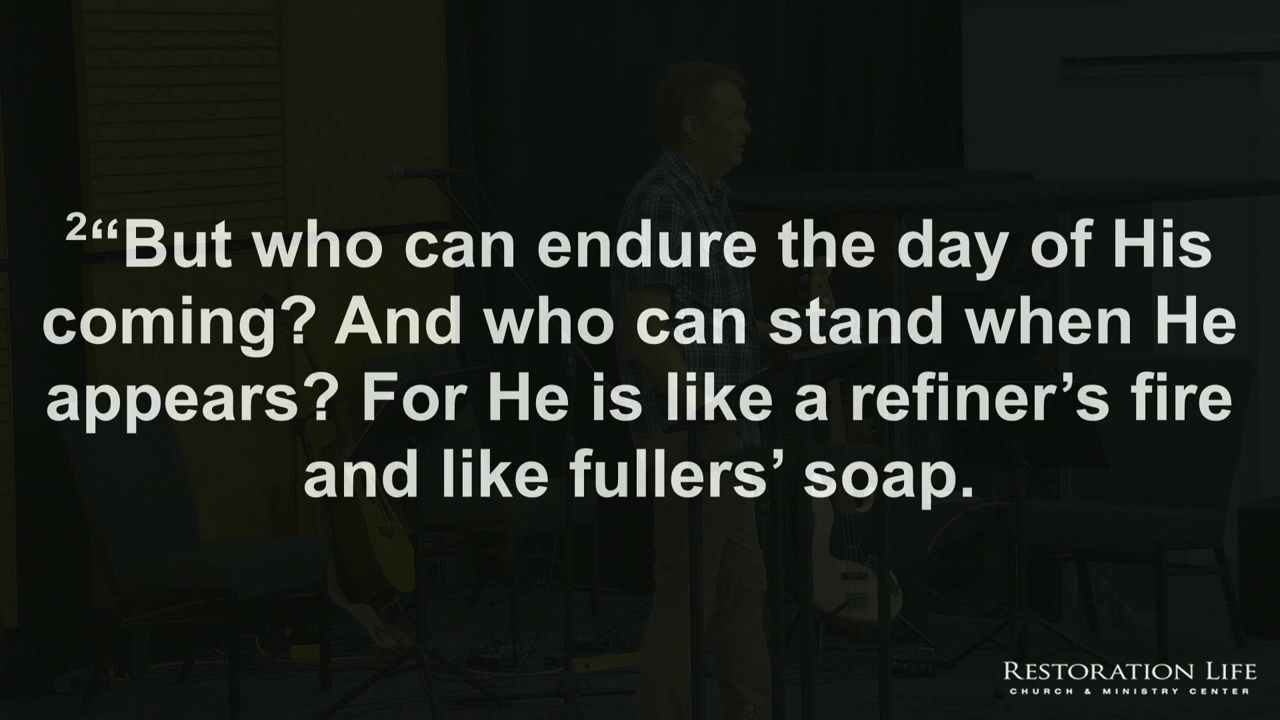 ²“But who can endure the day of His
coming? And who can stand when He
appears? For He is like a refiner’s fire
and like fullers’ soap.
RESTORATION LIFE
CHURCH & MINISTRY CENTER